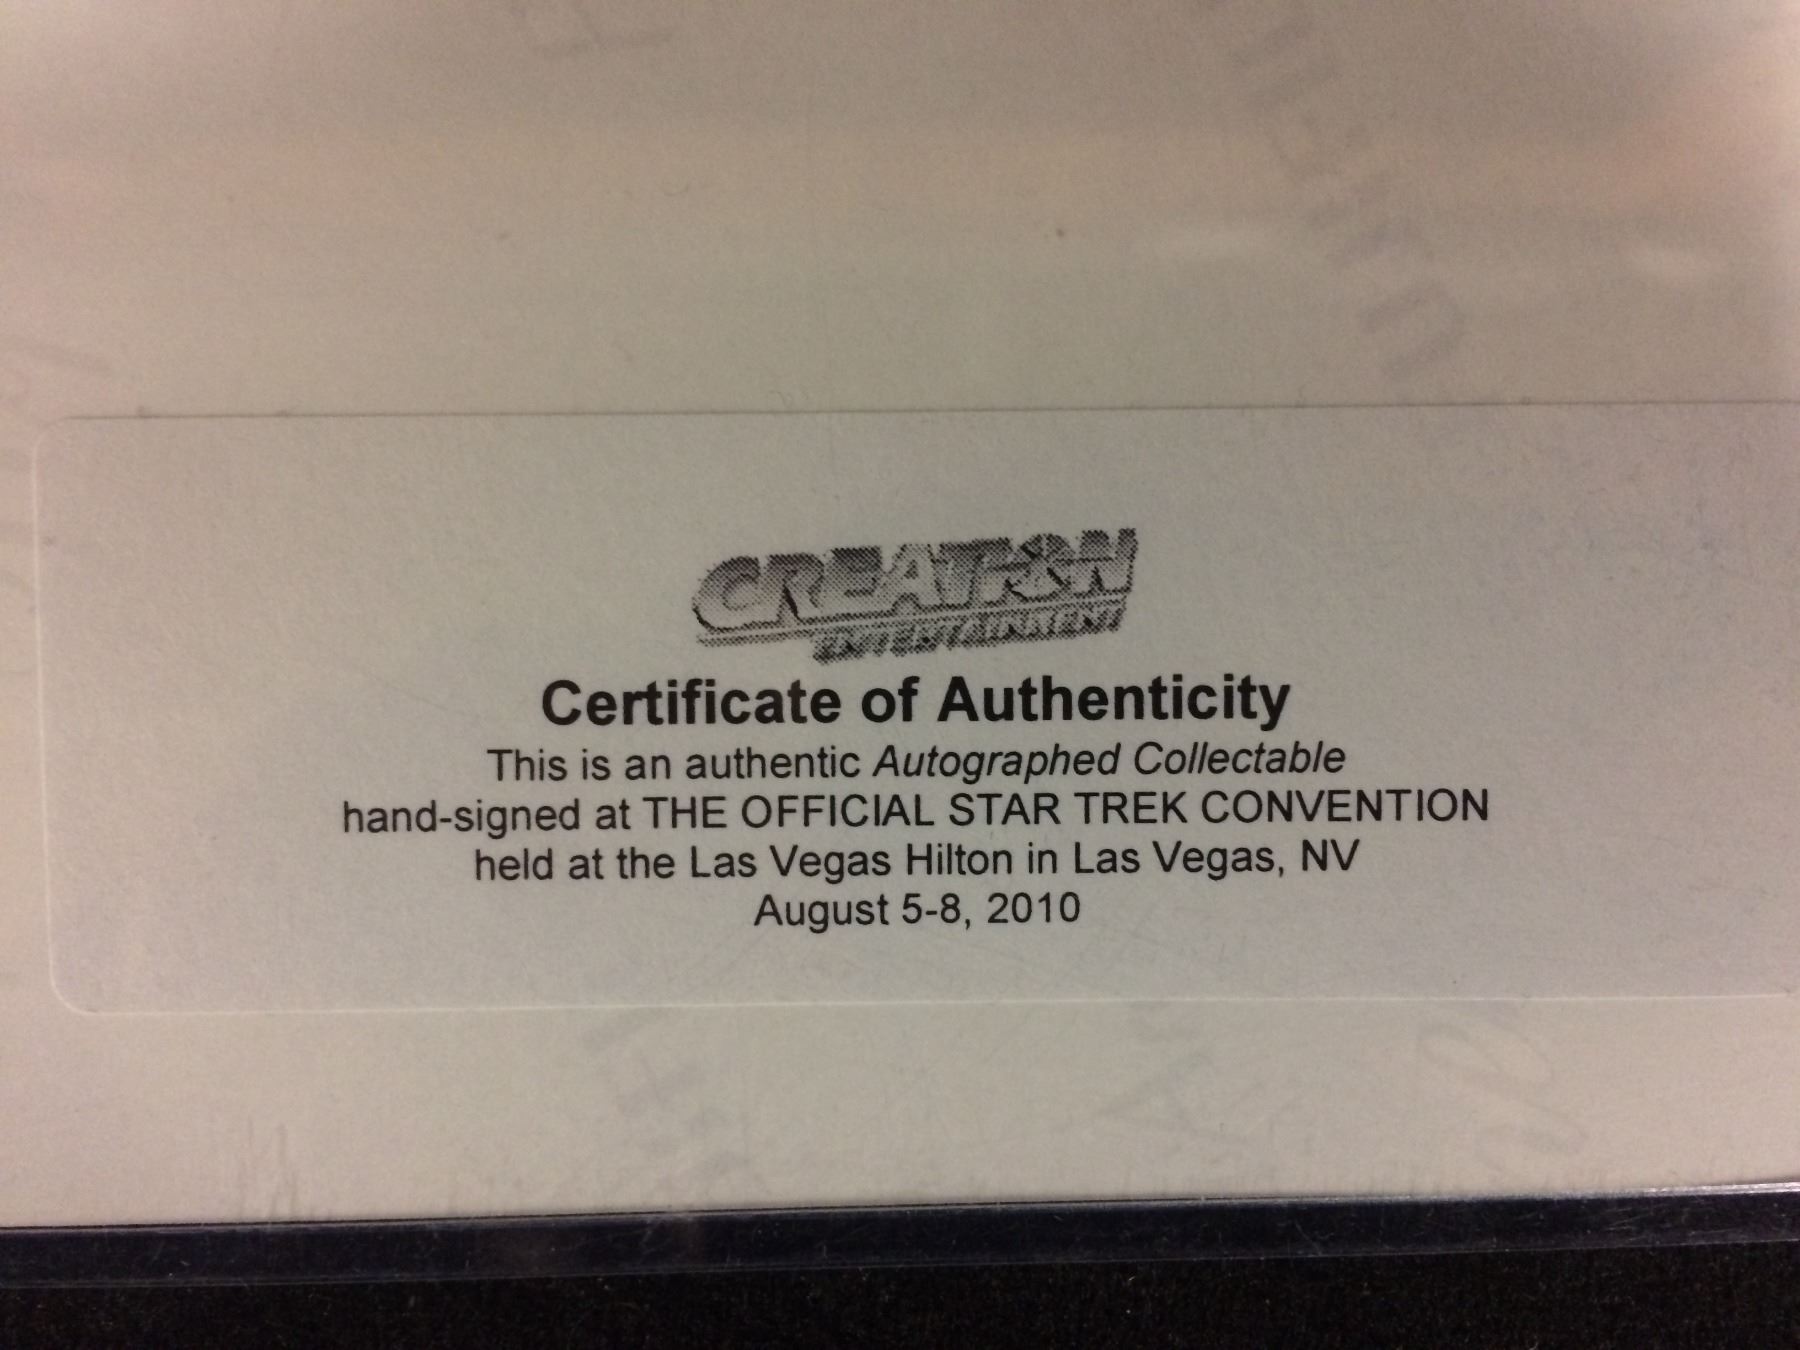 CREATION
ENTERTAINMENT
Certificate of Authenticity
This is an authentic Autographed Collectable
hand-signed at THE OFFICIAL STAR TREK CONVENTION
held at the Las Vegas Hilton in Las Vegas, NV
August 5-8, 2010